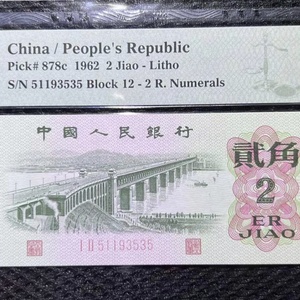 China / People's Republic
Pick# 878c 1962 2 Jiao - Litho
S/N 51193535 Block 12 - 2 R. Numerals
中國人民銀行
貳角
2
ER
JIAO
I II 51193535